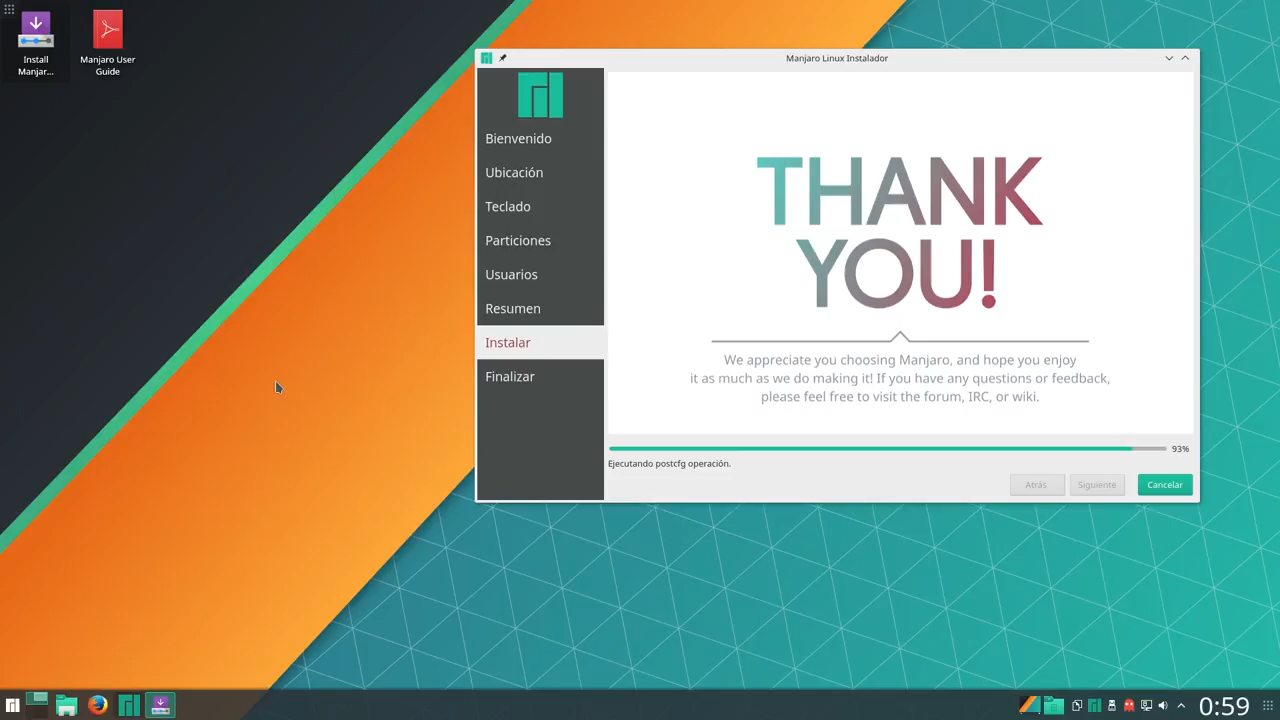 Install
Manjar...
Manjaro User
Guide
Manjaro Linux Instalador
Bienvenido
Ubicación
Teclado
Particiones
Usuarios
Resumen
Instalar
Finalizar
THANK
YOU!
We appreciate you choosing Manjaro, and hope you enjoy
it as much as we do making it! If you have any questions or feedback,
please feel free to visit the forum, IRC, or wiki.
93%
Ejecutando postcfg operación.
Atrás
Siguiente
Cancelar
0:59